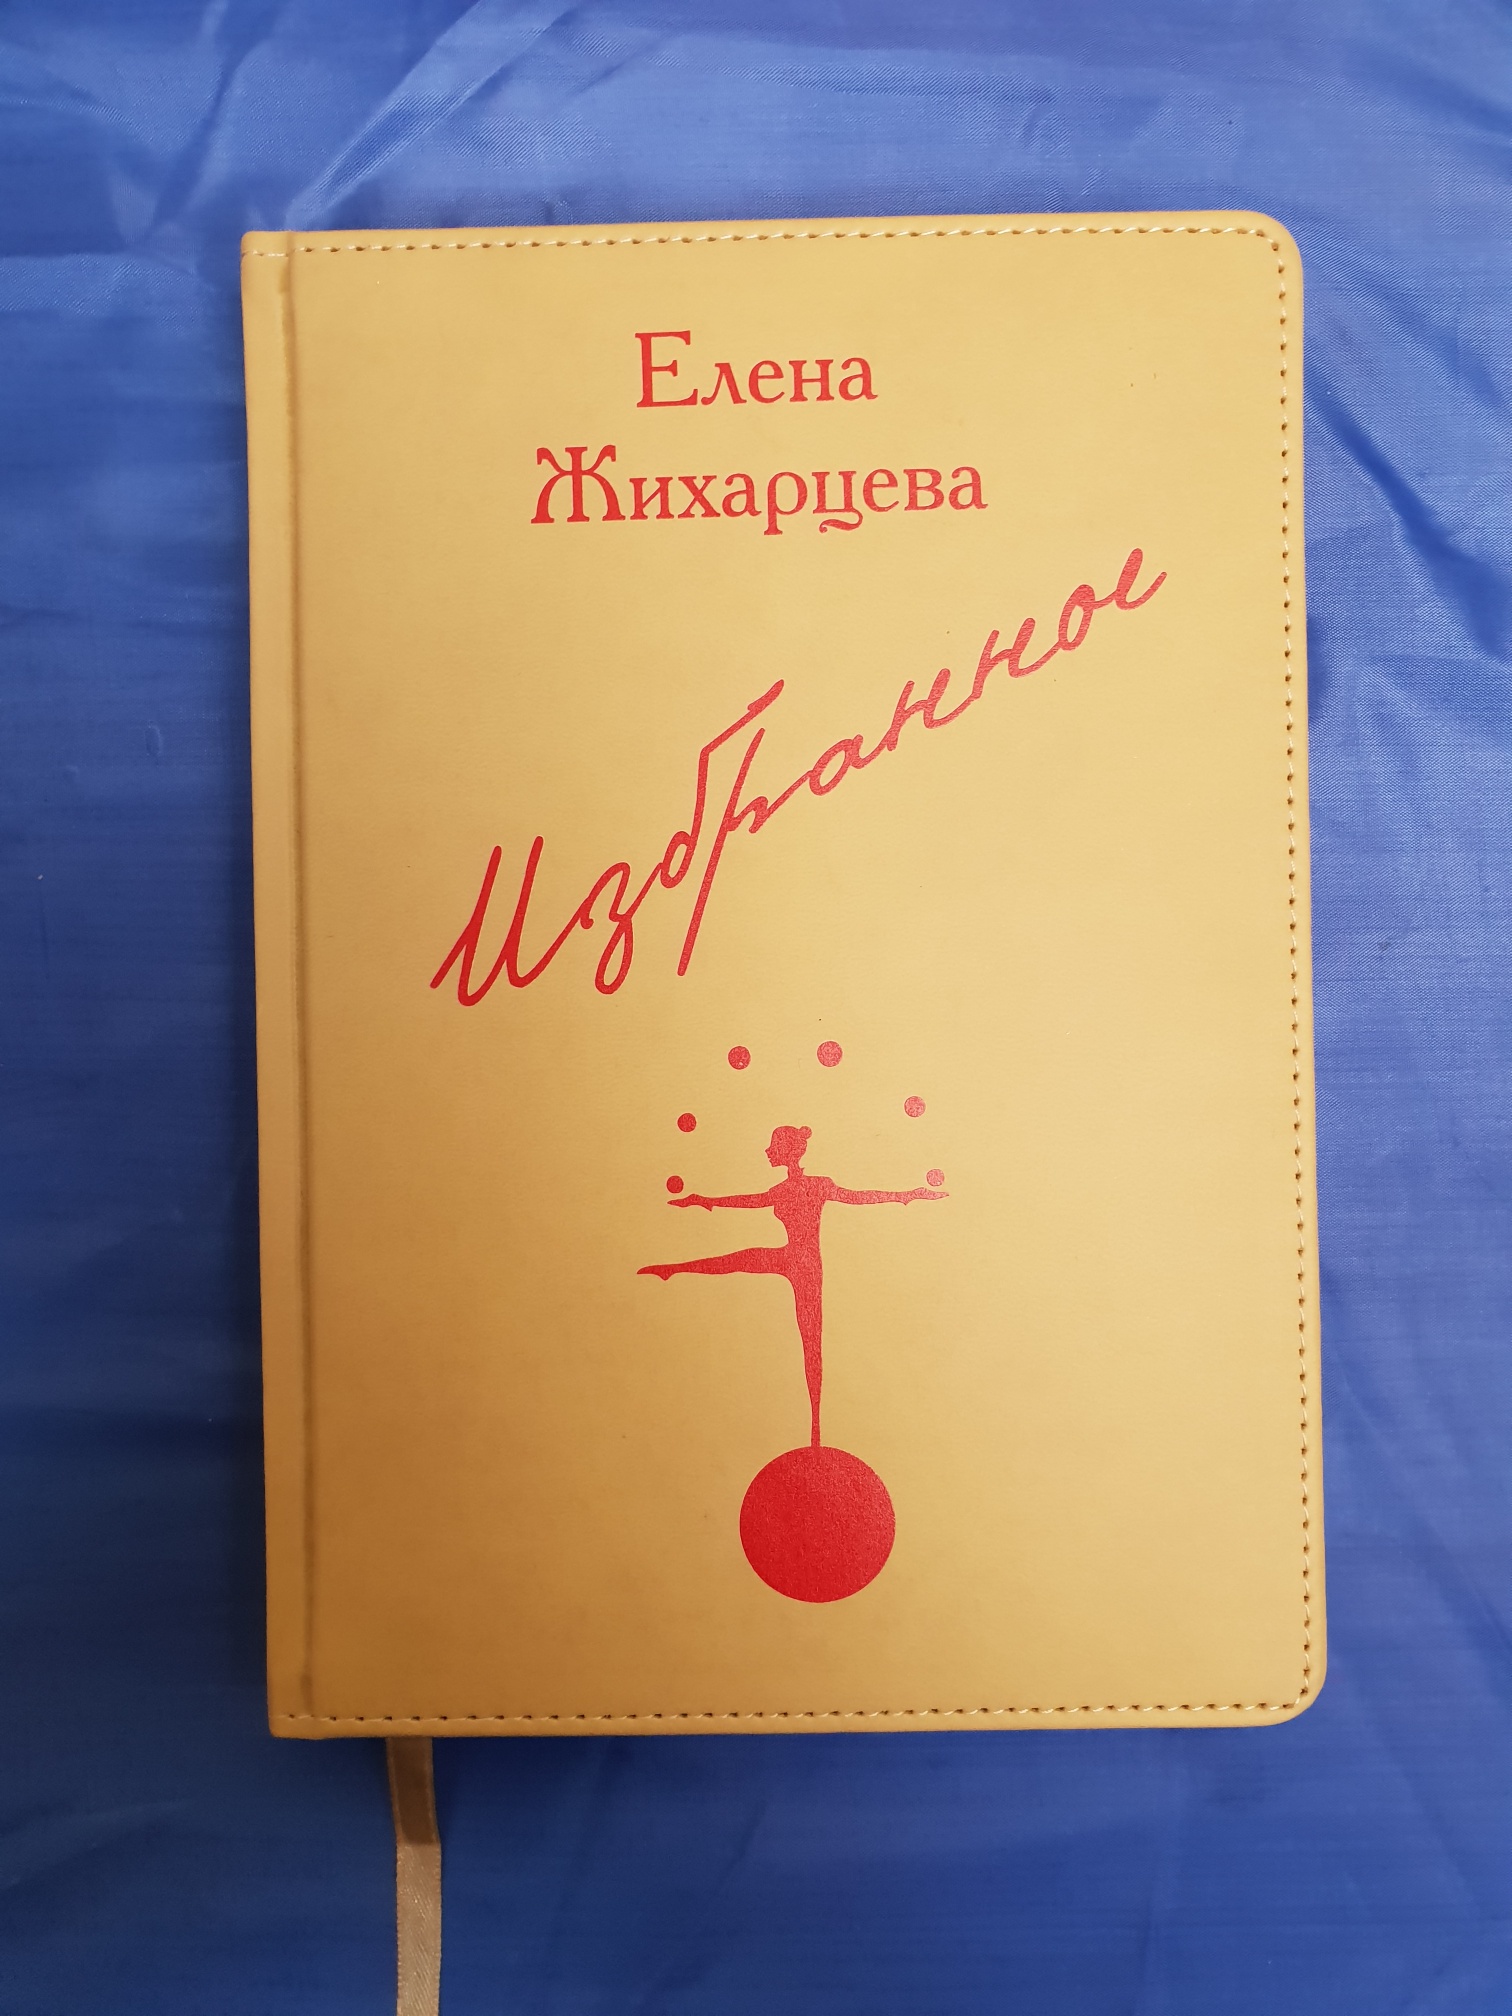 Елена
Жихарцева
Избранное